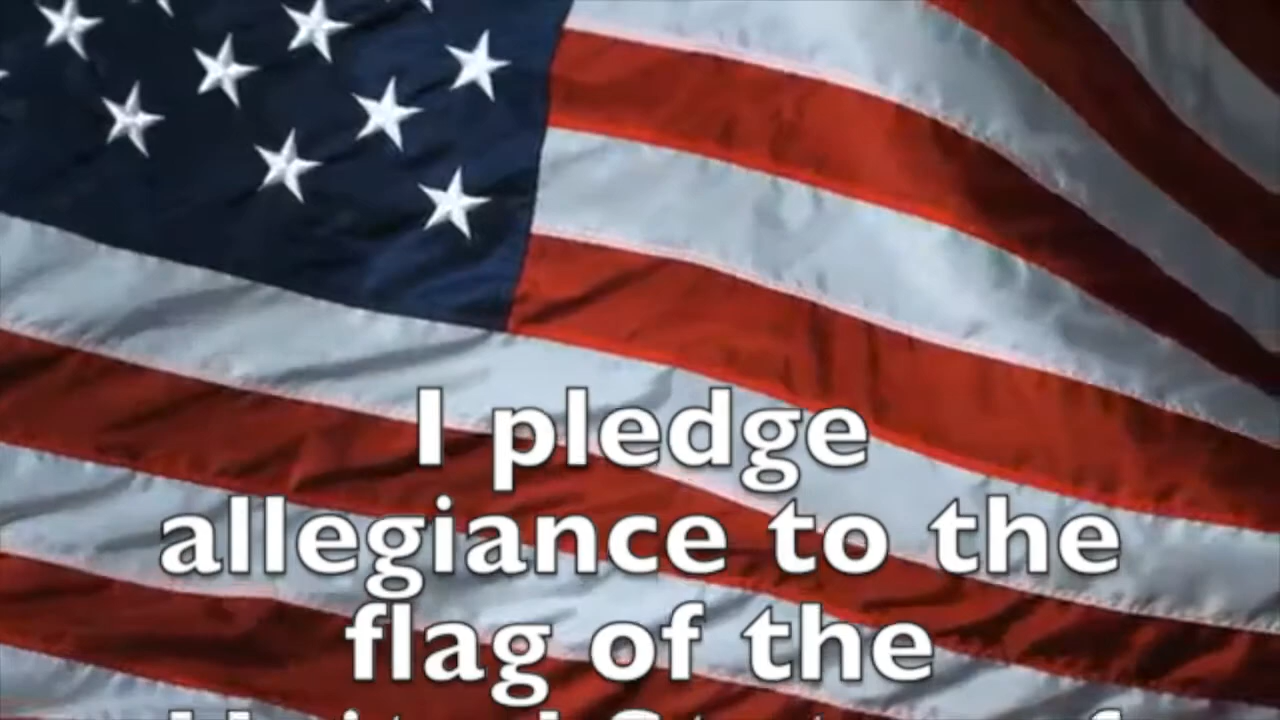 I pledge
allegiance to the
flag of the